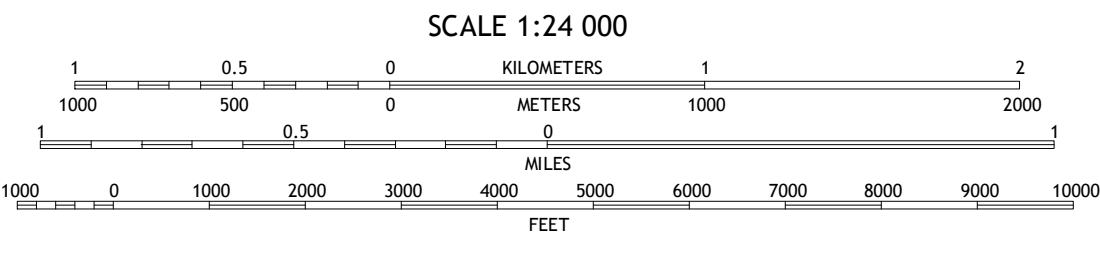 SCALE 1:24 000
1 0.5 0 KILOMETERS 1 2
1000 500 0 METERS 1000 2000
1 0.5 0 1
MILES
1000 0 1000 2000 3000 4000 5000 6000 7000 8000 9000 10000
FEET